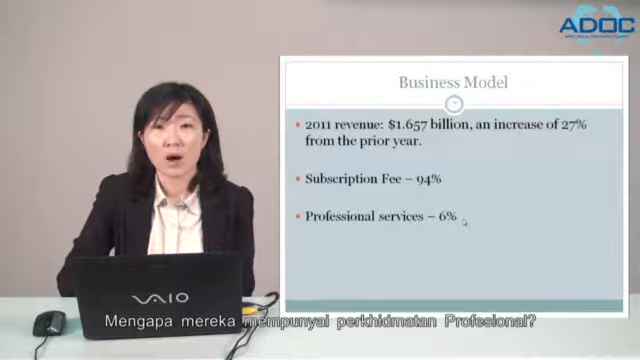 ADOC
Business Model
2011 revenue: $1.657 billion, an increase of 27%
from the prior year.
Subscription Fee – 94%
Professional services – 6%
VAIO
Mengapa mereka mempunyai perkhidmatan Profesional?